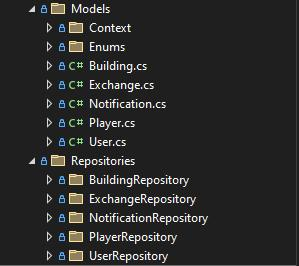 Models
Context
Enums
C# Building.cs
C# Exchange.cs
C# Notification.cs
C# Player.cs
C# User.cs
Repositories
BuildingRepository
ExchangeRepository
NotificationRepository
PlayerRepository
UserRepository